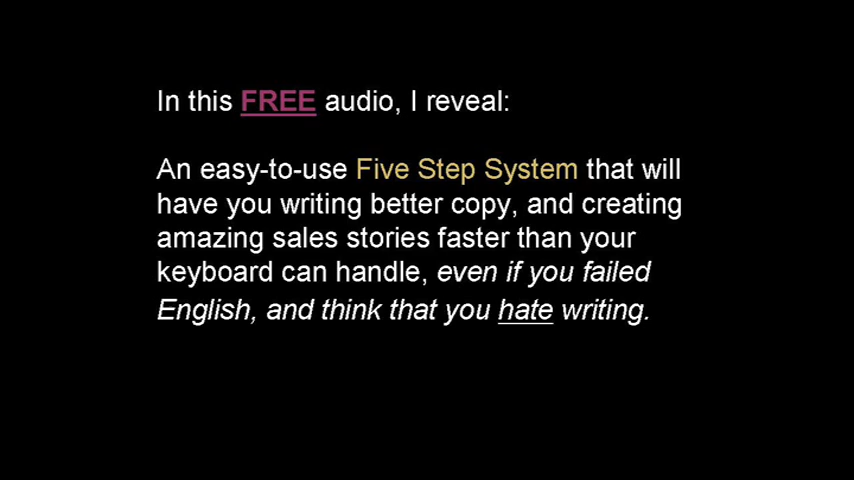 In this FREE audio, I reveal:
An easy-to-use Five Step System that will
have you writing better copy, and creating
amazing sales stories faster than your
keyboard can handle, even if you failed
English, and think that you hate writing.